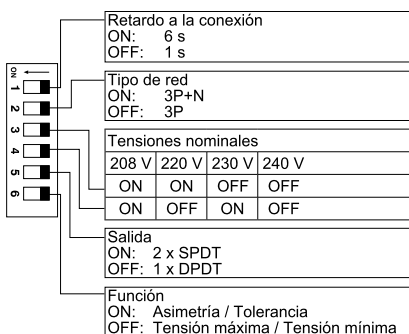 Retardo a la conexión
ON: 6 s
OFF: 1 s
ON
1
2
3
4
5
6
Tipo de red
ON: 3P+N
OFF: 3P
Tensiones nominales
208 V 220 V 230 V 240 V
ON ON OFF OFF
ON OFF ON OFF
Salida
ON: 2 x SPDT
OFF: 1 x DPDT
Función
ON: Asimetría / Tolerancia
OFF: Tensión máxima / Tensión mínima